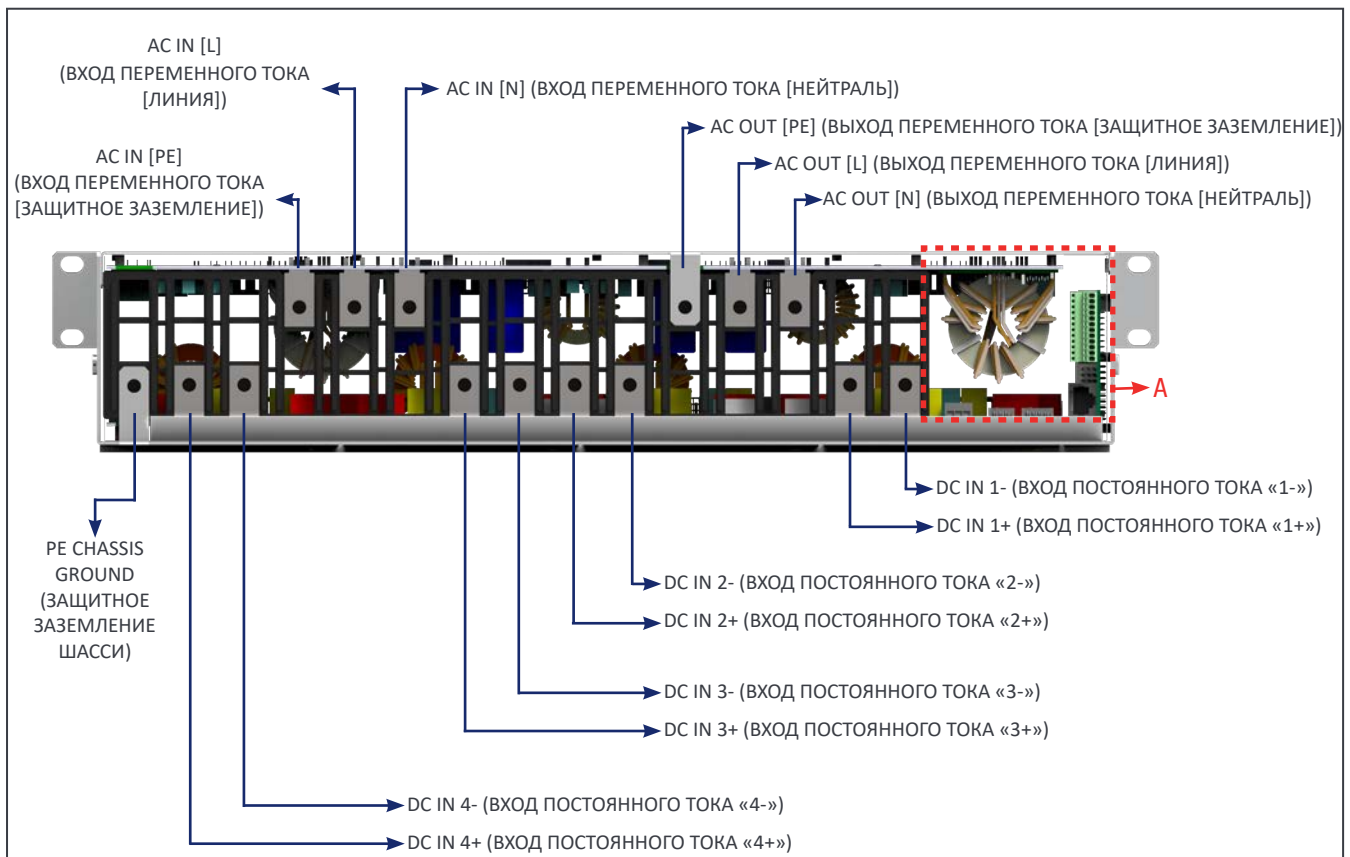 AC IN [L]
(ВХОД ПЕРЕМЕННОГО ТОКА
[ЛИНИЯ])
AC IN [N] (ВХОД ПЕРЕМЕННОГО ТОКА [НЕЙТРАЛЬ])
AC OUT [PE] (ВЫХОД ПЕРЕМЕННОГО ТОКА [ЗАЩИТНОЕ ЗАЗЕМЛЕНИЕ])
AC IN [PE]
(ВХОД ПЕРЕМЕННОГО ТОКА
[ЗАЩИТНОЕ ЗАЗЕМЛЕНИЕ])
AC OUT [L] (ВЫХОД ПЕРЕМЕННОГО ТОКА [ЛИНИЯ])
AC OUT [N] (ВЫХОД ПЕРЕМЕННОГО ТОКА [НЕЙТРАЛЬ])
A
DC IN 1- (ВХОД ПОСТОЯННОГО ТОКА «1-»)
DC IN 1+ (ВХОД ПОСТОЯННОГО ТОКА «1+»)
PE CHASSIS
GROUND
(ЗАЩИТНОЕ
ЗАЗЕМЛЕНИЕ
ШАССИ)
DC IN 2- (ВХОД ПОСТОЯННОГО ТОКА «2-»)
DC IN 2+ (ВХОД ПОСТОЯННОГО ТОКА «2+»)
DC IN 3- (ВХОД ПОСТОЯННОГО ТОКА «3-»)
DC IN 3+ (ВХОД ПОСТОЯННОГО ТОКА «3+»)
DC IN 4- (ВХОД ПОСТОЯННОГО ТОКА «4-»)
DC IN 4+ (ВХОД ПОСТОЯННОГО ТОКА «4+»)